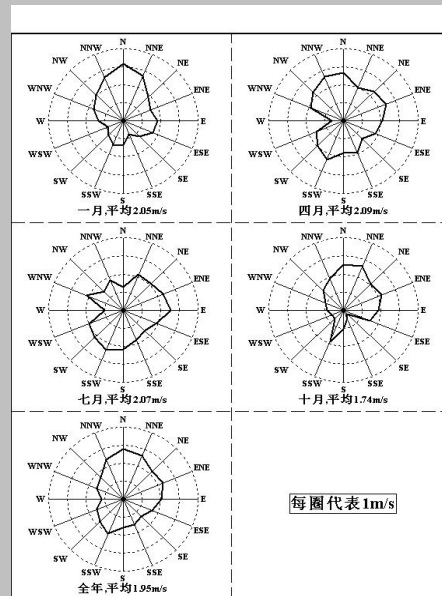 N
NNW NNE
NW NE
WNW ENE
W E
WSW ESE
SW SE
SSW SSE
S
一月,平均2.05m/s
N
NNW NNE
NW NE
WNW ENE
W E
WSW ESE
SW SE
SSW SSE
S
四月,平均2.09m/s
N
NNW NNE
NW NE
WNW ENE
W E
WSW ESE
SW SE
SSW SSE
S
七月,平均2.07m/s
N
NNW NNE
NW NE
WNW ENE
W E
WSW ESE
SW SE
SSW SSE
S
十月,平均1.74m/s
N
NNW NNE
NW NE
WNW ENE
W E
WSW ESE
SW SE
SSW SSE
S
全年,平均1.95m/s
每圈代表1m/s